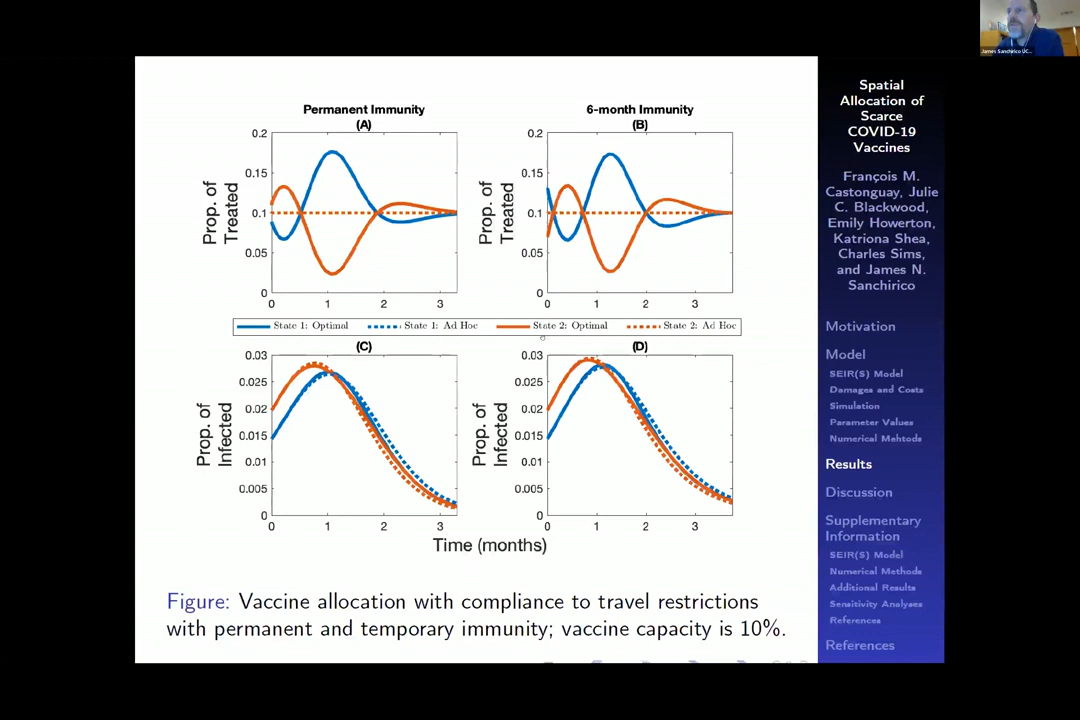 James Sanchirico UC...
Permanent Immunity
(A)
0.2
0.15
0.1
0.05
0
0
1
2
3
Prop. of
Treated
6-month Immunity
(B)
0.2
0.15
0.1
0.05
0
0
1
2
3
Prop. of
Treated
State 1: Optimal
State 1: Ad Hoc
State 2: Optimal
State 2: Ad Hoc
(C)
0.03
0.025
0.02
0.015
0.01
0.005
0
0
1
2
3
Prop. of
Infected
(D)
0.03
0.025
0.02
0.015
0.01
0.005
0
0
1
2
3
Prop. of
Infected
Time (months)
Figure: Vaccine allocation with compliance to travel restrictions
with permanent and temporary immunity; vaccine capacity is 10%.
Spatial
Allocation of
Scarce
COVID-19
Vaccines
François M.
Castonguay, Julie
C. Blackwood,
Emily Howerton,
Katriona Shea,
Charles Sims,
and James N.
Sanchirico
Motivation
Model
SEIR(S) Model
Damages and Costs
Simulation
Parameter Values
Numerical Mehtods
Results
Discussion
Supplementary
Information
SEIR(S) Model
Numerical Methods
Additional Results
Sensitivity Analyses
References
References